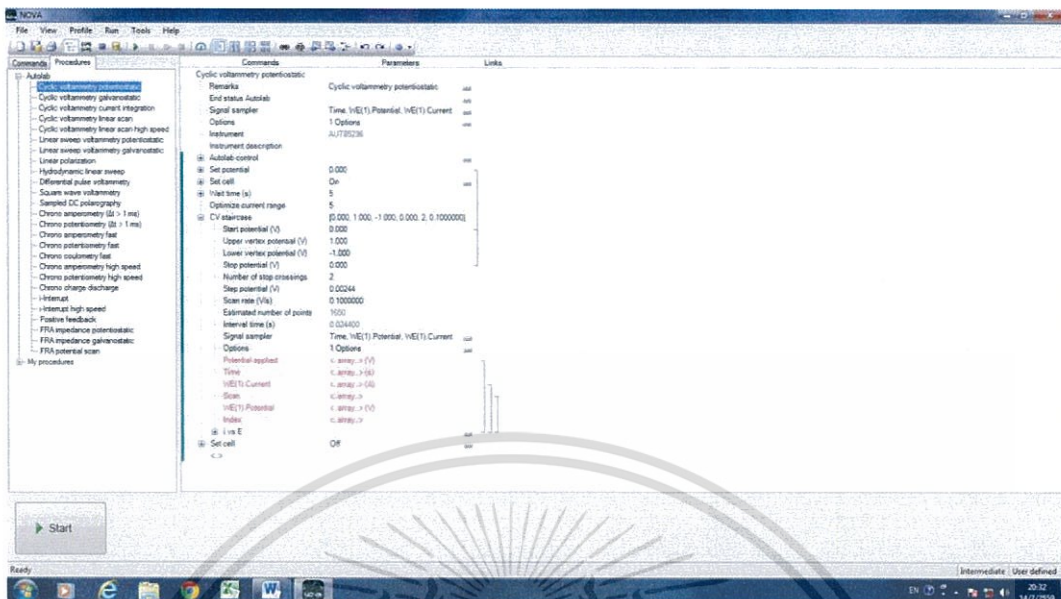 NOVA
File View Profile Run Tools Help
Commands Procedures
Autolab
Cyclic voltammetry potentiostatic
Cyclic voltammetry galvanostatic
Cyclic voltammetry current integration
Cyclic voltammetry linear scan
Cyclic voltammetry linear scan high speed
Linear sweep voltammetry potentiostatic
Linear sweep voltammetry galvanostatic
Linear polarization
Hydrodynamic linear sweep
Differential pulse voltammetry
Square wave voltammetry
Sampled DC polarography
Chrono amperometry (Δt > 1 ms)
Chrono potentiometry (Δt > 1 ms)
Chrono amperometry fast
Chrono potentiometry fast
Chrono coulometry fast
Chrono amperometry high speed
Chrono potentiometry high speed
Chrono charge discharge
i-Interrupt
i-Interrupt high speed
Positive feedback
FRA impedance potentiostatic
FRA impedance galvanostatic
FRA potential scan
My procedures
Commands Parameters Links
Cyclic voltammetry potentiostatic
Remarks Cyclic voltammetry potentiostatic
End status Autolab
Signal sampler Time, WE(1).Potential, WE(1).Current
Options 1 Options
Instrument AUT85236
Instrument description
Autolab control
Set potential 0.000
Set cell On
Wait time (s) 5
Optimize current range 5
CV staircase [0.000, 1.000, -1.000, 0.000, 2, 0.1000000]
Start potential (V) 0.000
Upper vertex potential (V) 1.000
Lower vertex potential (V) -1.000
Stop potential (V) 0.000
Number of stop crossings 2
Step potential (V) 0.00244
Scan rate (V/s) 0.1000000
Estimated number of points 1650
Interval time (s) 0.024400
Signal sampler Time, WE(1).Potential, WE(1).Current
Options 1 Options
Potential applied <..array..> (V)
Time <..array..> (s)
WE(1).Current <..array..> (A)
Scan <..array..>
WE(1).Potential <..array..> (V)
Index <..array..>
i vs E
Set cell Off
<..>
Start
Ready Intermediate User defined
EN 20:32
14/7/2559